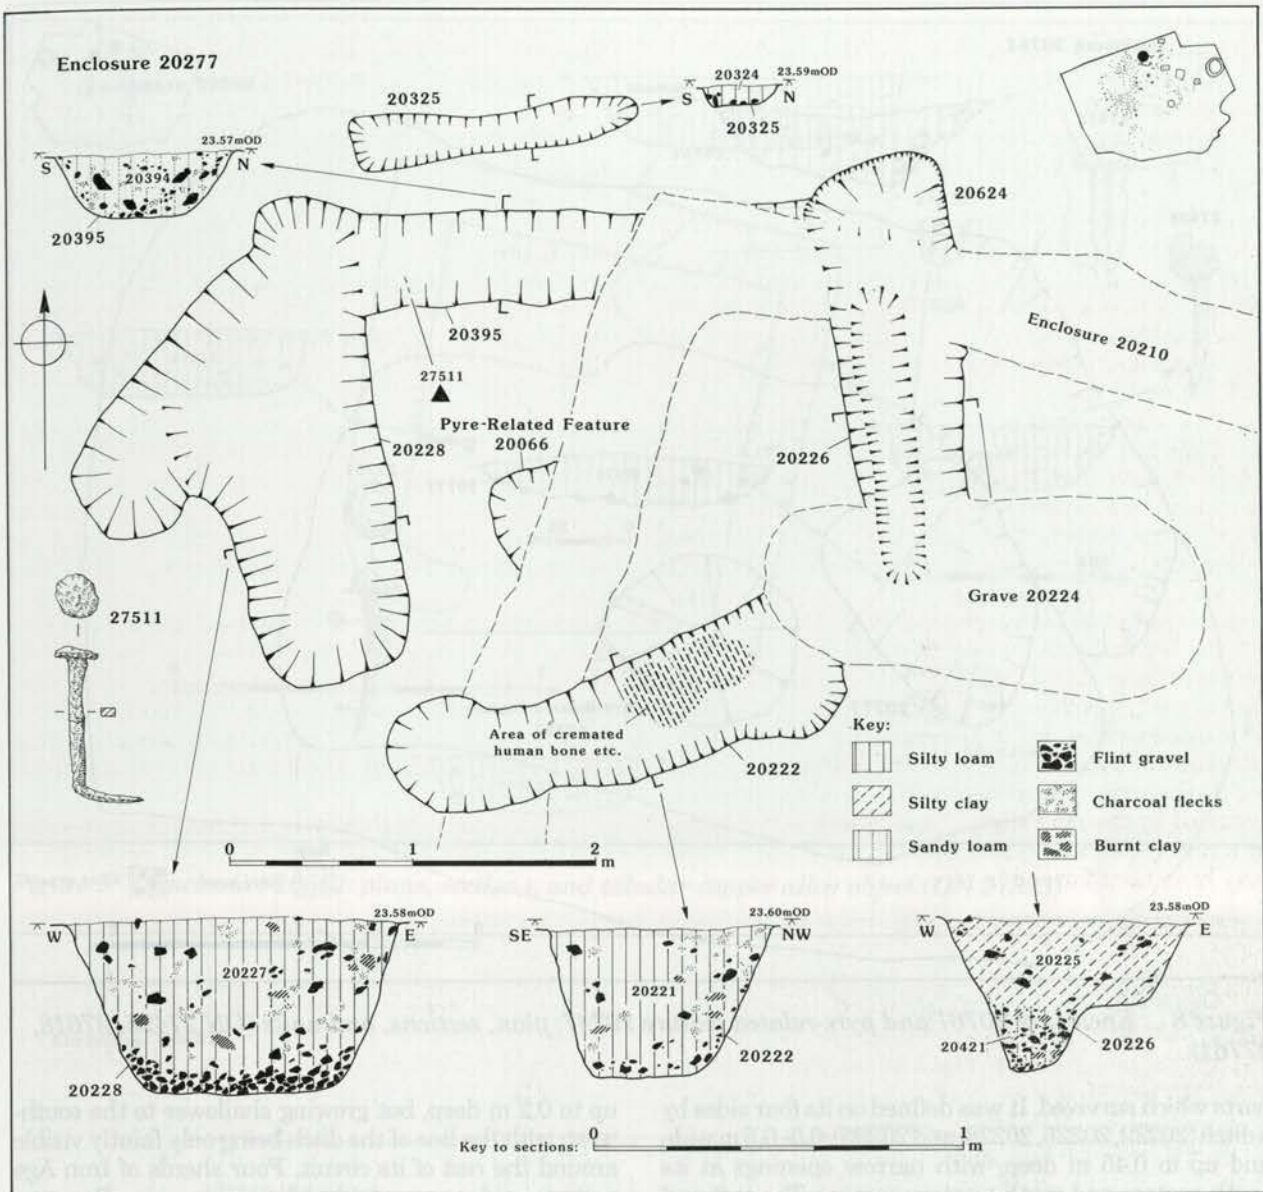 Enclosure 20277
20325
S
20324
23.59mOD
N
20325
23.57mOD
S
20394
N
20395
20624
Enclosure 20210
20395
27511
Pyre-Related Feature
20066
20228
20226
Grave 20224
27511
Area of cremated
human bone etc.
20222
Key:
Silty loam
Flint gravel
Silty clay
Charcoal flecks
Sandy loam
Burnt clay
0
1
2
m
23.58mOD
W
E
20227
20228
23.60mOD
SE
NW
20221
20222
23.58mOD
W
E
20225
20421
20226
Key to sections:
0
1
m